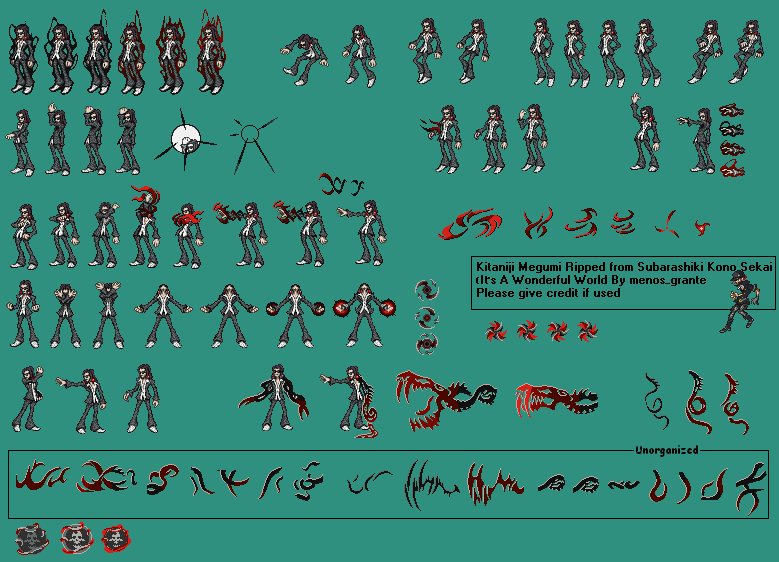 Kitaniji Megumi Ripped from Subarashiki Kono Sekai
(It's A Wonderful World By menos_grante
Please give credit if used
Unorganized